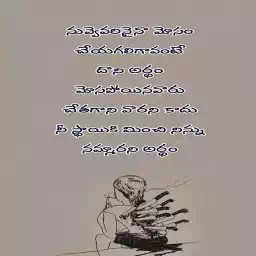 నువ్వెవరినైనా మోసం
చేయగలిగావంటే
దాని అర్థం
మోసపోయినవారు
చేతగాని వారని కాదు
నీ స్థాయికి మించి నిన్ను
నమ్మారని అర్థం